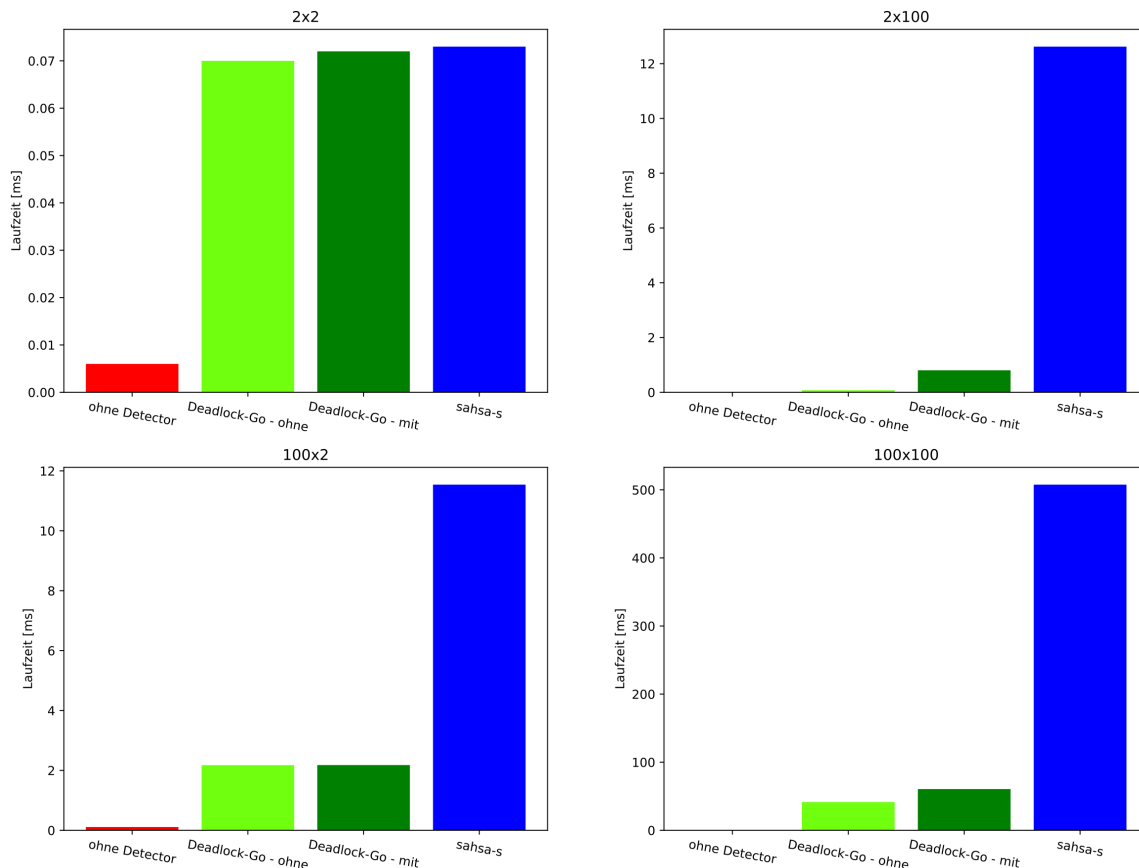 2x2
Laufzeit [ms]
0.07
0.06
0.05
0.04
0.03
0.02
0.01
0.00
ohne Detector
Deadlock-Go - ohne
Deadlock-Go - mit
sahsa-s
2x100
Laufzeit [ms]
12
10
8
6
4
2
0
ohne Detector
Deadlock-Go - ohne
Deadlock-Go - mit
sahsa-s
100x2
Laufzeit [ms]
12
10
8
6
4
2
0
ohne Detector
Deadlock-Go - ohne
Deadlock-Go - mit
sahsa-s
100x100
Laufzeit [ms]
500
400
300
200
100
0
ohne Detector
Deadlock-Go - ohne
Deadlock-Go - mit
sahsa-s